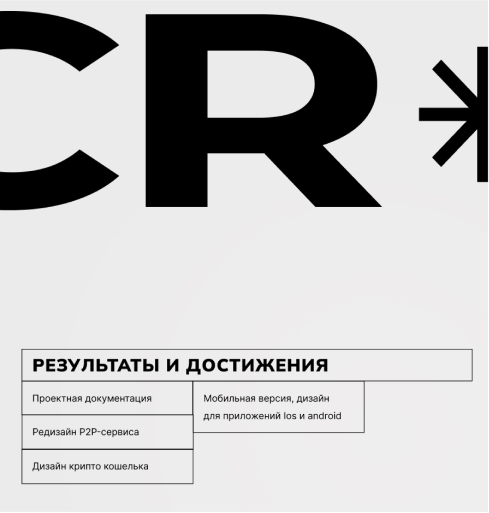 CR*
РЕЗУЛЬТАТЫ И ДОСТИЖЕНИЯ
Проектная документация
Редизайн P2P-сервиса
Дизайн крипто кошелька
Мобильная версия, дизайн
для приложений Ios и android